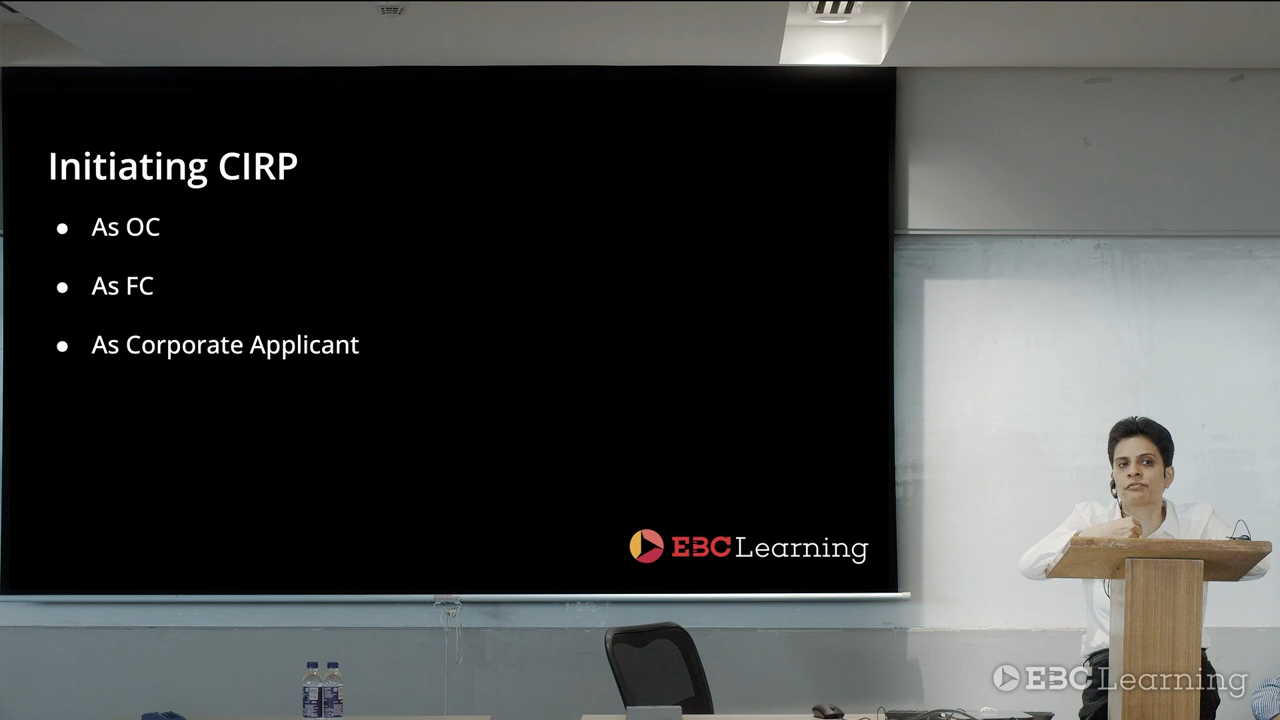 Initiating CIRP
● As OC
● As FC
● As Corporate Applicant
EBC Learning
EBC Learning